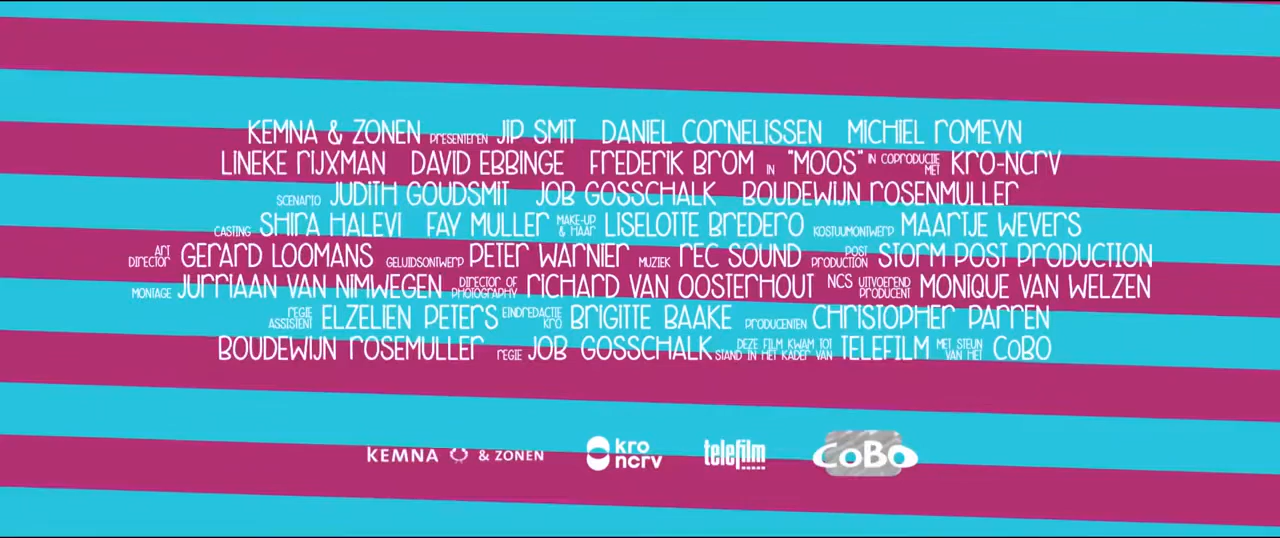 KEMNA & ZONEN PRESENTEREN JIP SMIT DANIEL CORNELISSEN MICHIEL ROMEYN
LINEKE RIJXMAN DAVID EBBINGE FREDERIK BROM IN "MOOS" IN COPRODUCTIE MET KRO-NCRV
SCENARIO JUDITH GOUDSMIT JOB GOSSCHALK BOUDEWIJN ROSENMULLER
CASTING SHIRA HALEVI FAY MULLER MAKE-UP & HAAR LISELOTTE BREDERO KOSTUUMONTWERP MAARTJE WEVERS
ART DIRECTOR GERARD LOOMANS GELUIDSONTWERP PETER WARNIER MUZIEK REC SOUND POST PRODUCTION STORM POST PRODUCTION
MONTAGE JURRIAAN VAN NIMWEGEN DIRECTOR OF PHOTOGRAPHY RICHARD VAN OOSTERHOUT NCS UITVOEREND PRODUCENT MONIQUE VAN WELZEN
REGIE ASSISTENT ELZELIEN PETERS EINDREDACTIE KRO BRIGITTE BAAKE PRODUCENTEN CHRISTOPHER PARREN
BOUDEWIJN ROSEMULLER REGIE JOB GOSSCHALK DEZE FILM KWAM TOT STAND IN HET KADER VAN TELEFILM MET STEUN VAN HET COBO
KEMNA & ZONEN kro ncrv telefilm CoBO